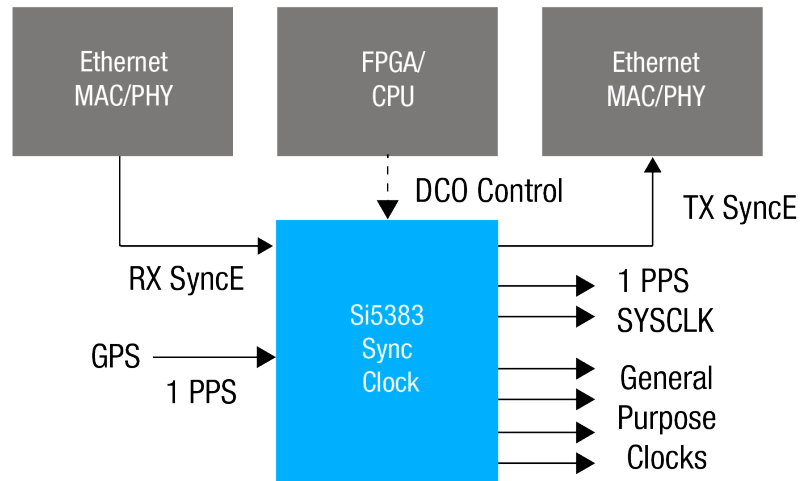 Ethernet
MAC/PHY
FPGA/
CPU
Ethernet
MAC/PHY
DCO Control
TX SyncE
RX SyncE
Si5383
Sync
Clock
GPS
1 PPS
1 PPS
SYSCLK
General
Purpose
Clocks